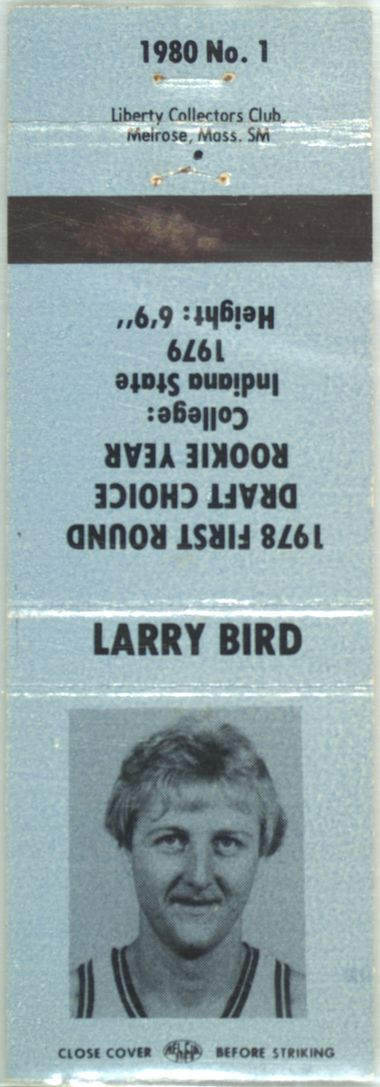 1980 No. 1
Liberty Collectors Club,
Melrose, Mass. SM
1978 FIRST ROUND
DRAFT CHOICE
ROOKIE YEAR
College:
Indiana State
1979
Height: 6'9''
LARRY BIRD
CLOSE COVER BEFORE STRIKING